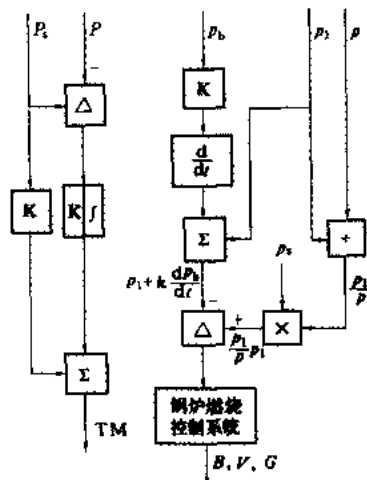 P_s P p_b p_1 p
−
△ K
d/dt
K K∫ Σ ÷
p_1+k dp_b/dt p_s p_1/p
− +
△ ×
p_1/p p_s
Σ
锅炉燃烧
控制系统
TM
B、V、G